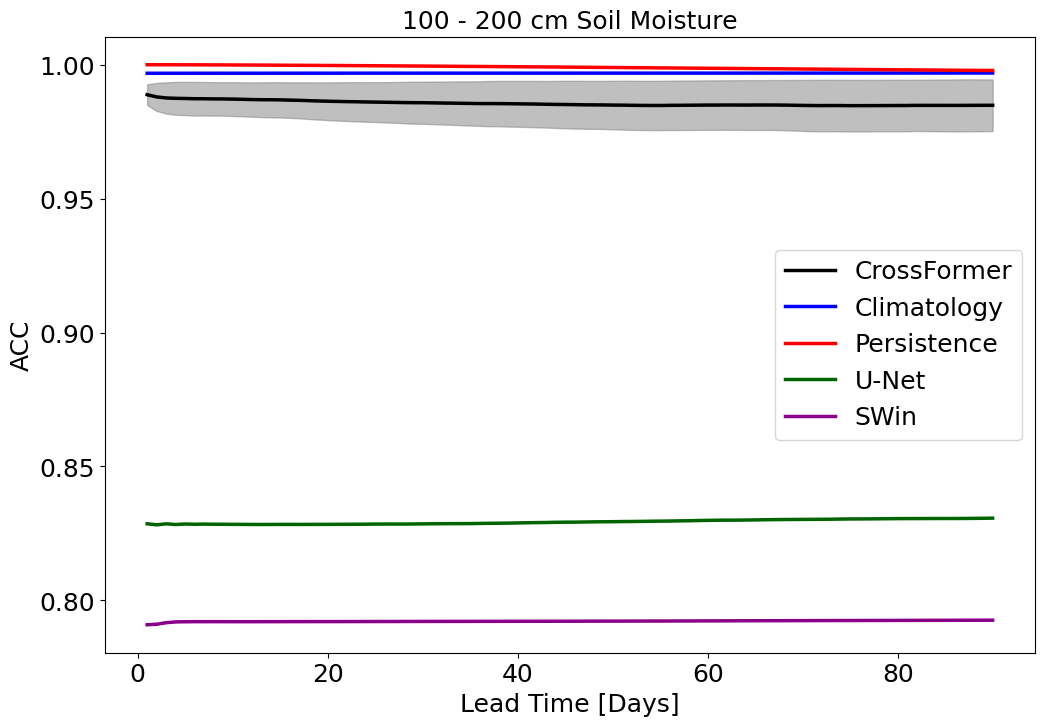 100 - 200 cm Soil Moisture
ACC
1.00
0.95
0.90
0.85
0.80
CrossFormer
Climatology
Persistence
U-Net
SWin
0 20 40 60 80
Lead Time [Days]